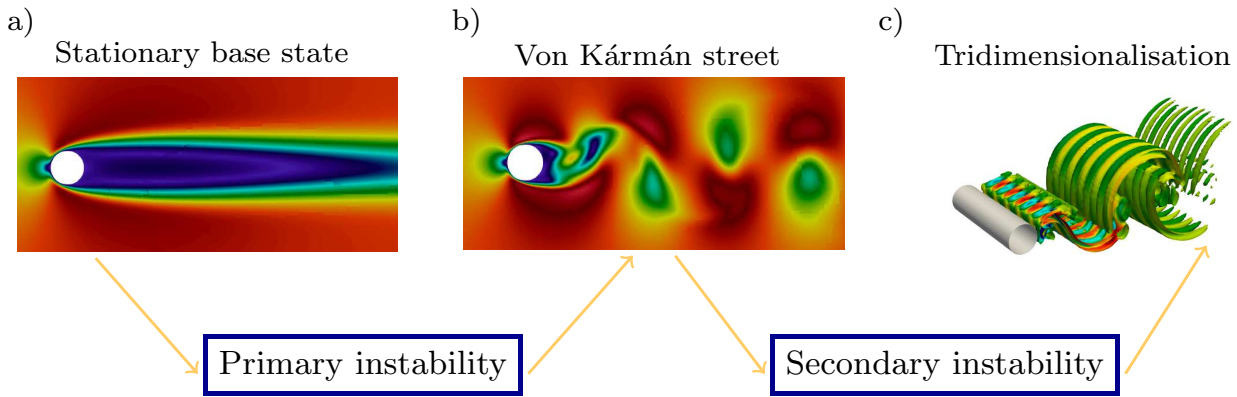 a)
Stationary base state
b)
Von Kármán street
c)
Tridimensionalisation
Primary instability
Secondary instability